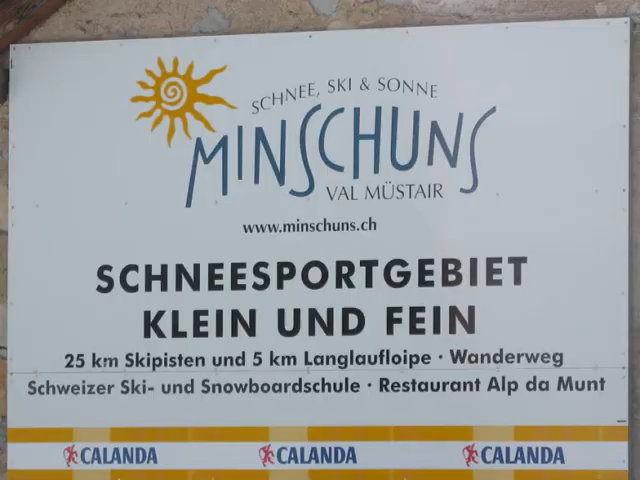 SCHNEE, SKI & SONNE
MINSCHUNS
VAL MÜSTAIR
www.minschuns.ch
SCHNEESPORTGEBIET
KLEIN UND FEIN
25 km Skipisten und 5 km Langlaufloipe · Wanderweg
Schweizer Ski- und Snowboardschule · Restaurant Alp da Munt
CALANDA CALANDA CALANDA